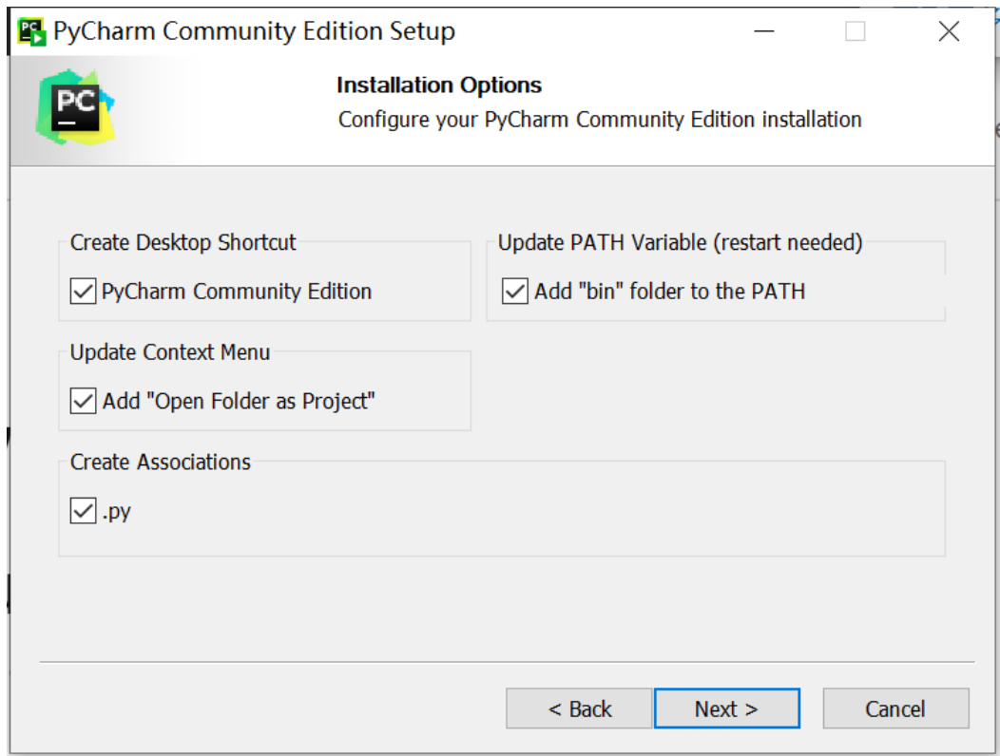 PC PyCharm Community Edition Setup
PC
Installation Options
Configure your PyCharm Community Edition installation
Create Desktop Shortcut
PyCharm Community Edition
Update PATH Variable (restart needed)
Add "bin" folder to the PATH
Update Context Menu
Add "Open Folder as Project"
Create Associations
.py
< Back
Next >
Cancel